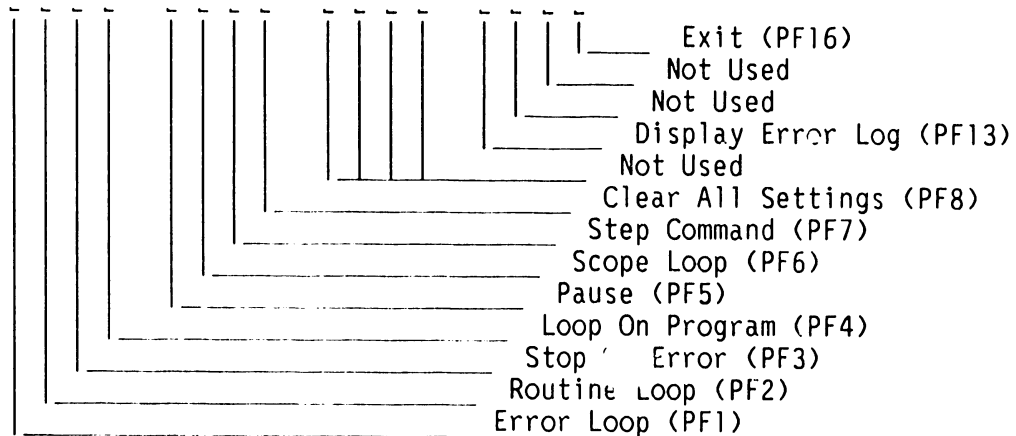 Exit (PF16)
Not Used
Not Used
Display Error Log (PF13)
Not Used
Clear All Settings (PF8)
Step Command (PF7)
Scope Loop (PF6)
Pause (PF5)
Loop On Program (PF4)
Stop Error (PF3)
Routine Loop (PF2)
Error Loop (PF1)